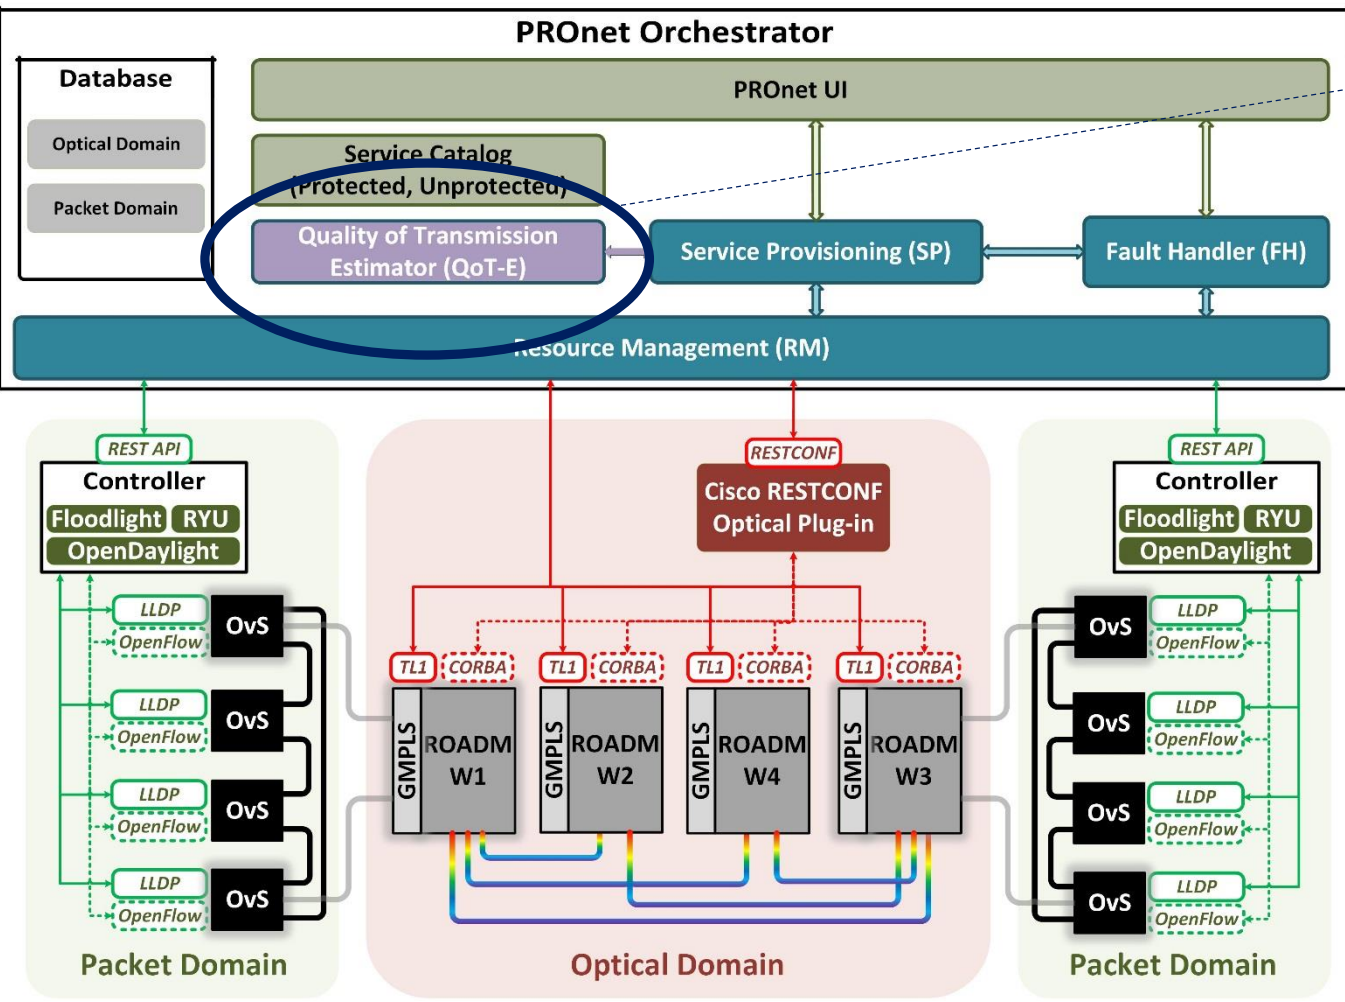 PROnet Orchestrator
Database
Optical Domain
Packet Domain
PROnet UI
Service Catalog
(Protected, Unprotected)
Quality of Transmission
Estimator (QoT-E)
Service Provisioning (SP)
Fault Handler (FH)
Resource Management (RM)
REST API
Controller
Floodlight
RYU
OpenDaylight
LLDP
OpenFlow
OvS
LLDP
OpenFlow
OvS
LLDP
OpenFlow
OvS
LLDP
OpenFlow
OvS
Packet Domain
RESTCONF
Cisco RESTCONF
Optical Plug-in
TL1
CORBA
TL1
CORBA
TL1
CORBA
TL1
CORBA
GMPLS
ROADM
W1
GMPLS
ROADM
W2
GMPLS
ROADM
W4
GMPLS
ROADM
W3
Optical Domain
REST API
Controller
Floodlight
RYU
OpenDaylight
OvS
LLDP
OpenFlow
OvS
LLDP
OpenFlow
OvS
LLDP
OpenFlow
OvS
LLDP
OpenFlow
Packet Domain